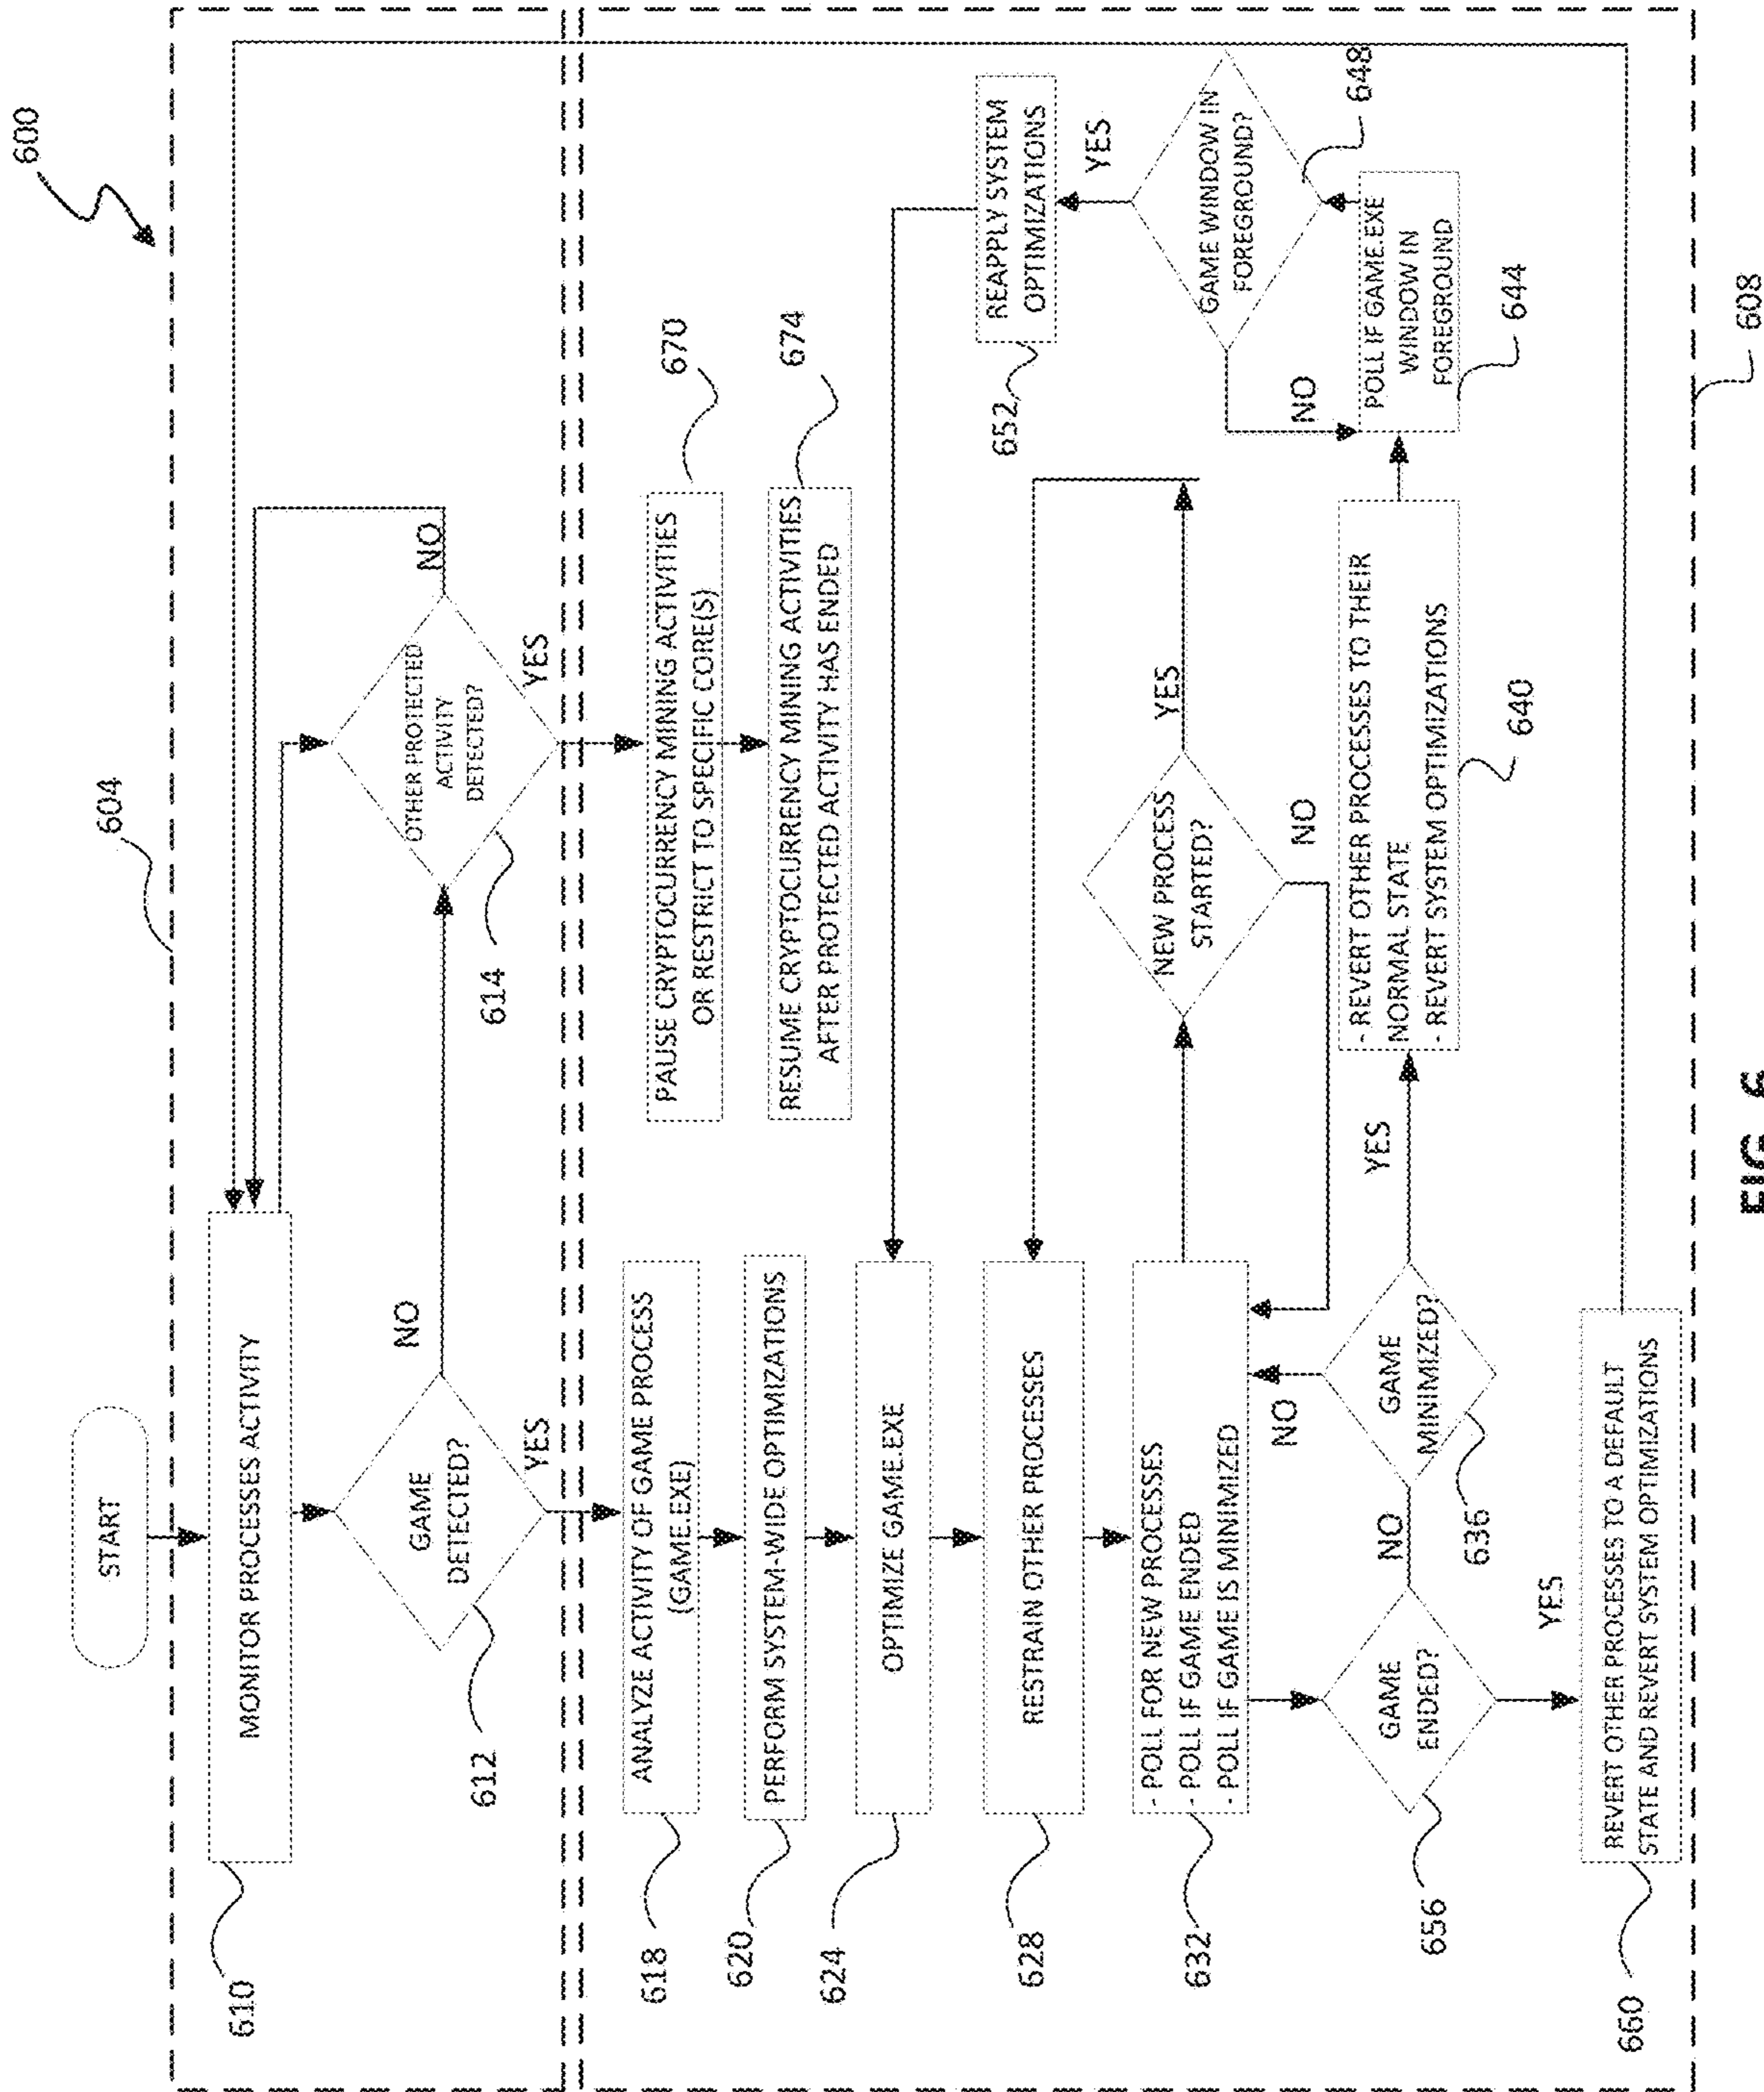 600
604
START
MONITOR PROCESSES ACTIVITY
610
GAME
DETECTED?
612
NO
YES
OTHER PROTECTED
ACTIVITY
DETECTED?
614
NO
YES
ANALYZE ACTIVITY OF GAME PROCESS
(GAME.EXE)
618
PERFORM SYSTEM-WIDE OPTIMIZATIONS
620
OPTIMIZE GAME.EXE
624
RESTRAIN OTHER PROCESSES
628
- POLL FOR NEW PROCESSES
- POLL IF GAME ENDED
- POLL IF GAME IS MINIMIZED
632
PAUSE CRYPTOCURRENCY MINING ACTIVITIES
OR RESTRICT TO SPECIFIC CORE(S)
670
RESUME CRYPTOCURRENCY MINING ACTIVITIES
AFTER PROTECTED ACTIVITY HAS ENDED
674
NEW PROCESS
STARTED?
YES
NO
REAPPLY SYSTEM
OPTIMIZATIONS
652
YES
GAME WINDOW IN
FOREGROUND?
648
NO
POLL IF GAME.EXE
WINDOW IN
FOREGROUND
644
- REVERT OTHER PROCESSES TO THEIR
NORMAL STATE
- REVERT SYSTEM OPTIMIZATIONS
640
YES
GAME
MINIMIZED?
636
NO
NO
GAME
ENDED?
656
YES
REVERT OTHER PROCESSES TO A DEFAULT
STATE AND REVERT SYSTEM OPTIMIZATIONS
660
608
FIG. 6